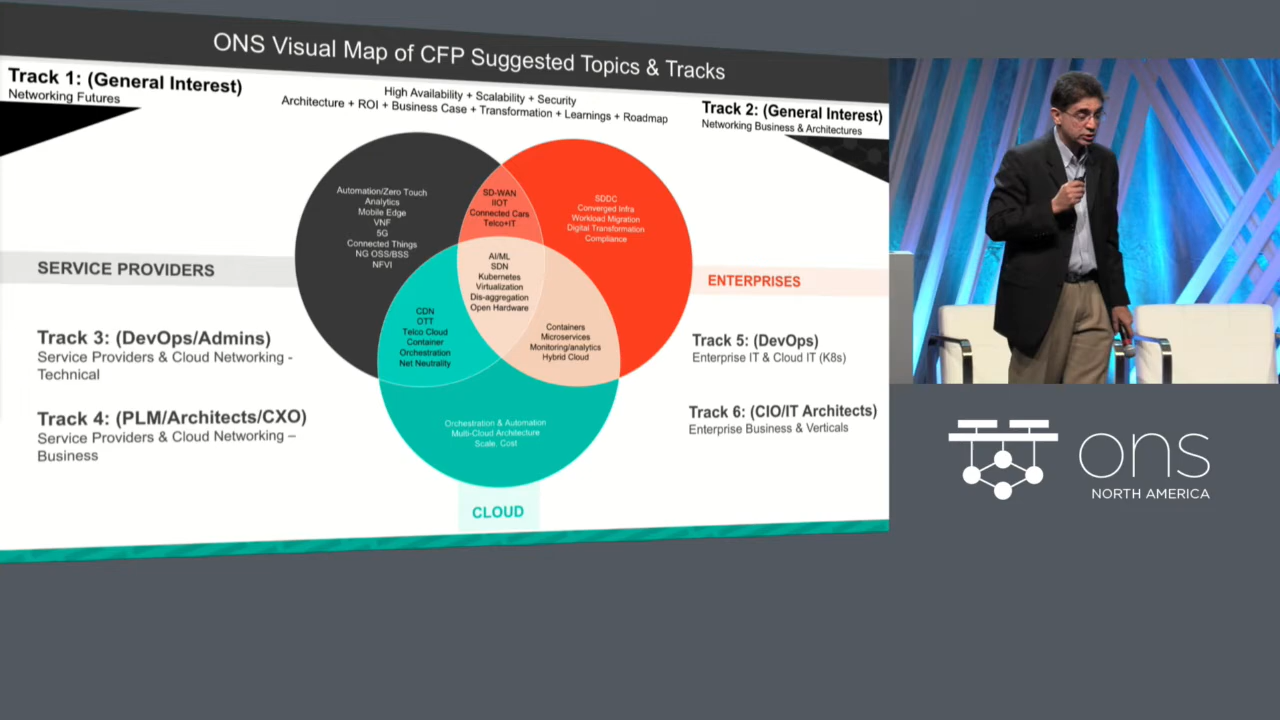 ONS Visual Map of CFP Suggested Topics & Tracks
Track 1: (General Interest)
Networking Futures
High Availability + Scalability + Security
Architecture + ROI + Business Case + Transformation + Learnings + Roadmap
Track 2: (General Interest)
Networking Business & Architectures
Automation/Zero Touch
Analytics
Mobile Edge
VNF
5G
Connected Things
NG OSS/BSS
NFVI
SD-WAN
IIOT
Connected Cars
Telco+IT
SDDC
Converged Infra
Workload Migration
Digital Transformation
Compliance
AI/ML
SDN
Kubernetes
Virtualization
Dis-aggregation
Open Hardware
SERVICE PROVIDERS
ENTERPRISES
CDN
OTT
Telco Cloud
Container
Orchestration
Net Neutrality
Containers
Microservices
Monitoring/analytics
Hybrid Cloud
Track 3: (DevOps/Admins)
Service Providers & Cloud Networking -
Technical
Track 4: (PLM/Architects/CXO)
Service Providers & Cloud Networking –
Business
Track 5: (DevOps)
Enterprise IT & Cloud IT (K8s)
Track 6: (CIO/IT Architects)
Enterprise Business & Verticals
Orchestration & Automation
Multi-Cloud Architecture
Scale, Cost
CLOUD
ons
NORTH AMERICA